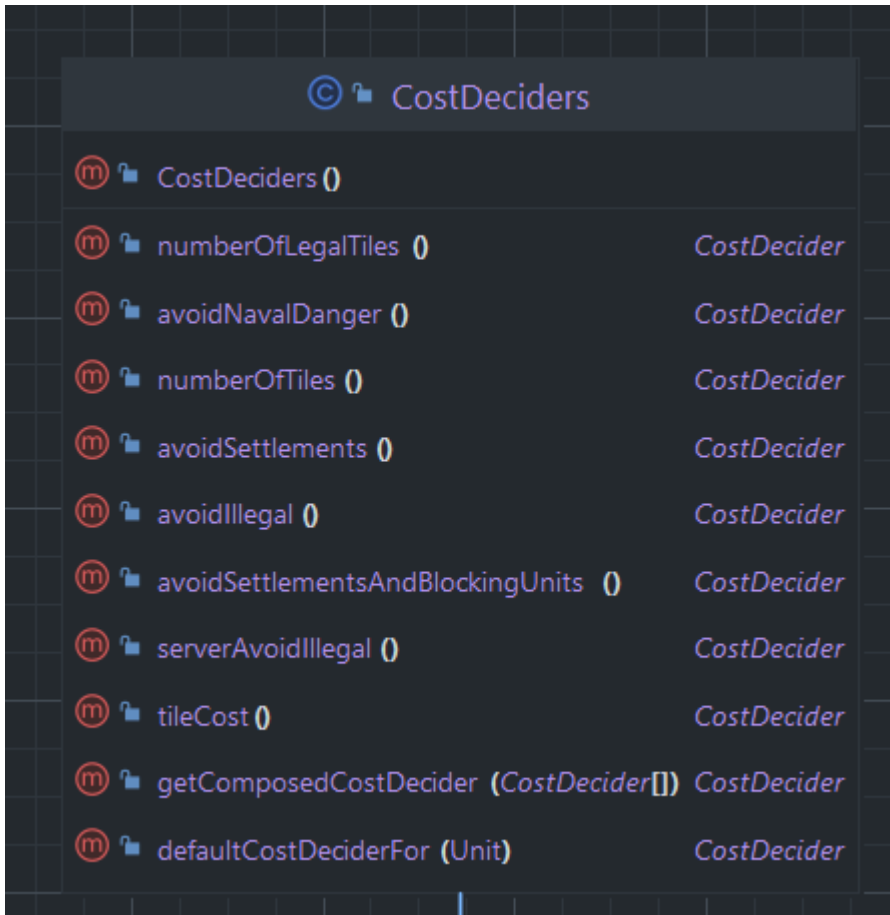 CostDeciders
CostDeciders()
numberOfLegalTiles () CostDecider
avoidNavalDanger () CostDecider
numberOfTiles () CostDecider
avoidSettlements () CostDecider
avoidIllegal () CostDecider
avoidSettlementsAndBlockingUnits () CostDecider
serverAvoidIllegal () CostDecider
tileCost () CostDecider
getComposedCostDecider (CostDecider[]) CostDecider
defaultCostDeciderFor (Unit) CostDecider